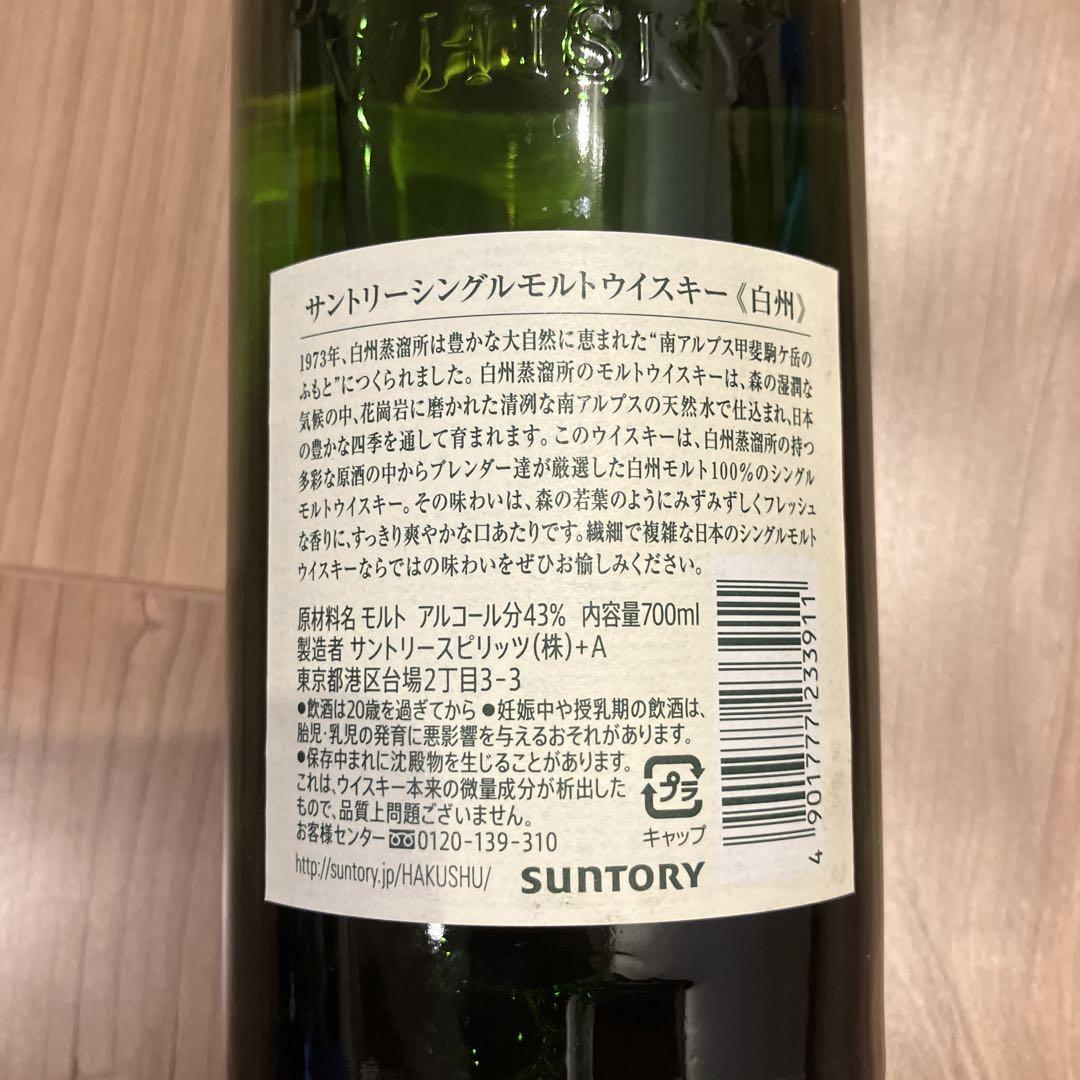 WHISKY
サントリーシングルモルトウイスキー《白州》
1973年、白州蒸溜所は豊かな大自然に恵まれた“南アルプス甲斐駒ケ岳の
ふもと”につくられました。白州蒸溜所のモルトウイスキーは、森の湿潤な
気候の中、花崗岩に磨かれた清冽な南アルプスの天然水で仕込まれ、日本
の豊かな四季を通して育まれます。このウイスキーは、白州蒸溜所の持つ
多彩な原酒の中からブレンダー達が厳選した白州モルト100%のシングル
モルトウイスキー。その味わいは、森の若葉のようにみずみずしくフレッシュ
な香りに、すっきり爽やかな口あたりです。繊細で複雑な日本のシングルモルト
ウイスキーならではの味わいをぜひお愉しみください。
原材料名 モルト アルコール分43% 内容量700ml
製造者 サントリースピリッツ(株)+A
東京都港区台場2丁目3-3
●飲酒は20歳を過ぎてから ●妊娠中や授乳期の飲酒は、
胎児・乳児の発育に悪影響を与えるおそれがあります。
●保存中まれに沈殿物を生じることがあります。
これは、ウイスキー本来の微量成分が析出した
もので、品質上問題ございません。
お客様センター 0120-139-310
http://suntory.jp/HAKUSHU/
SUNTORY
プラ
キャップ
4 901777 233911